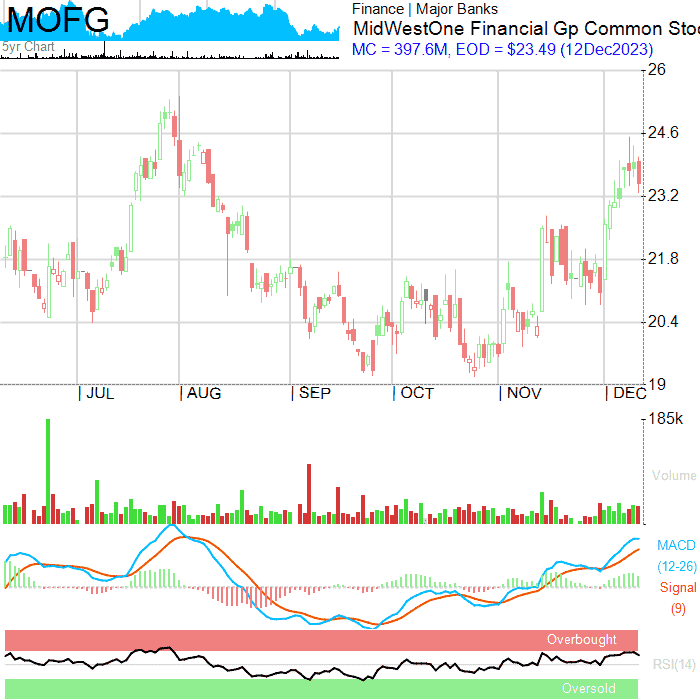 MOFG
5yr Chart
Finance | Major Banks
MidWestOne Financial Gp Common Stoc
MC = 397.6M, EOD = $23.49 (12Dec2023)
26
24.6
23.2
21.8
20.4
19
JUL AUG SEP OCT NOV DEC
185k
Volume
MACD
(12-26)
Signal
(9)
Overbought
RSI(14)
Oversold